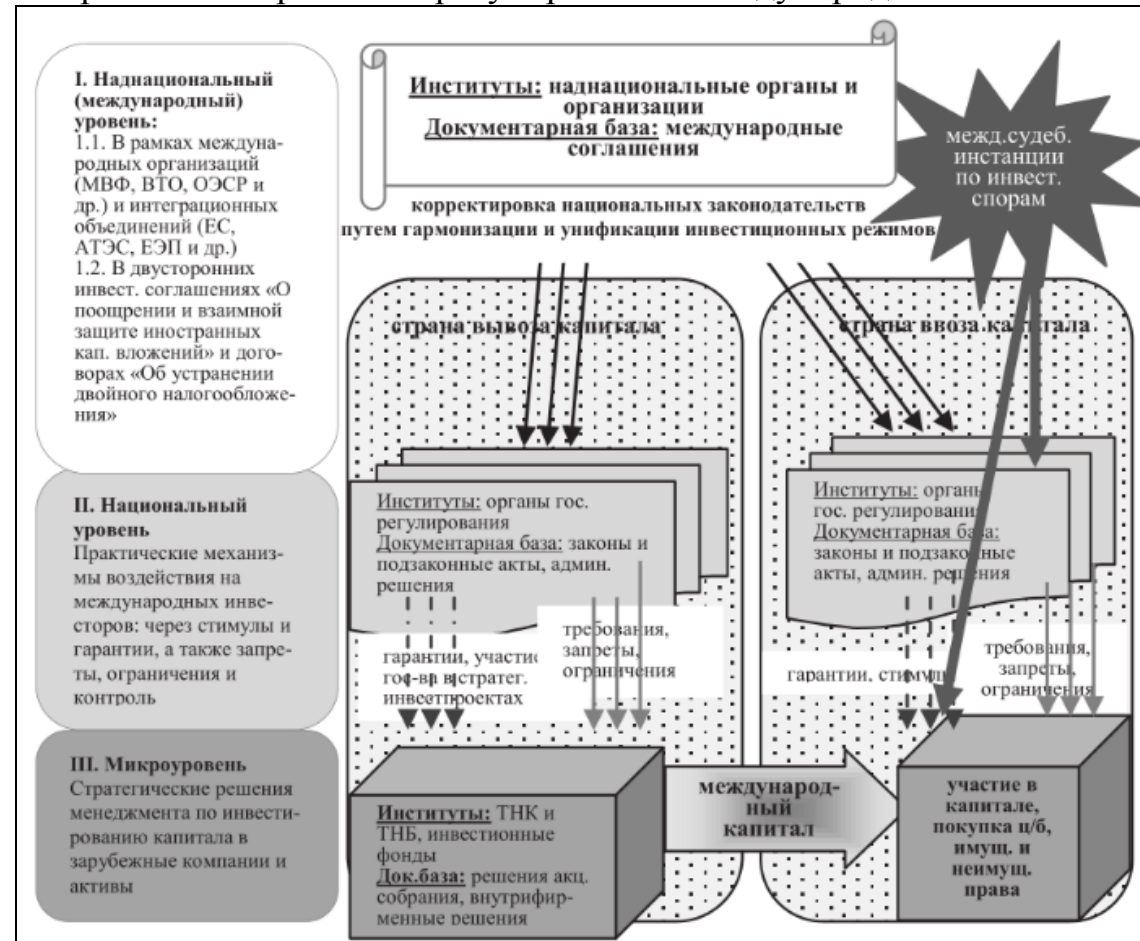 I. Наднациональный
(международный)
уровень:
1.1. В рамках междуна-
родных организаций
(МВФ, ВТО, ОЭСР и
др.) и интеграционных
объединений (ЕС,
АТЭС, ЕЭП и др.)
1.2. В двусторонних
инвест. соглашениях «О
поощрении и взаимной
защите иностранных
кап. вложений» и дого-
ворах «Об устранении
двойного налогообложе-
ния»
II. Национальный
уровень
Практические механиз-
мы воздействия на
международных инве-
сторов: через стимулы и
гарантии, а также запре-
ты, ограничения и
контроль
III. Микроуровень
Стратегические решения
менеджмента по инвести-
рованию капитала в
зарубежные компании и
активы
Институты: наднациональные органы и
организации
Документарная база: международные
соглашения
межд.судеб.
инстанции
по инвест.
спорам
корректировка национальных законодательств
путем гармонизации и унификации инвестиционных режимов
страна вывоза капитала
Институты: органы гос.
регулирования
Документарная база: законы и
подзаконные акты, админ.
решения
гарантии, участие
гос-ва в стратег.
инвестпроектах
требования,
запреты,
ограничения
Институты: ТНК и
ТНБ, инвестионные
фонды
Док.база: решения акц.
собрания, внутрифир-
менные решения
международ-
ный
капитал
страна ввоза капитала
Институты: органы
гос. регулирования
Документарная база:
законы и подзаконные
акты, админ. решения
гарантии, стимулы
требования,
запреты,
ограничения
участие в
капитале,
покупка ц/б,
имущ. и
неимущ.
права